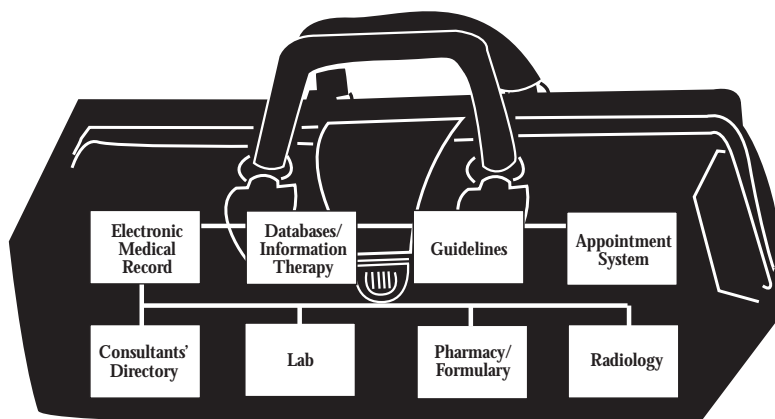 Electronic
Medical
Record
Databases/
Information
Therapy
Guidelines
Appointment
System
Consultants'
Directory
Lab
Pharmacy/
Formulary
Radiology